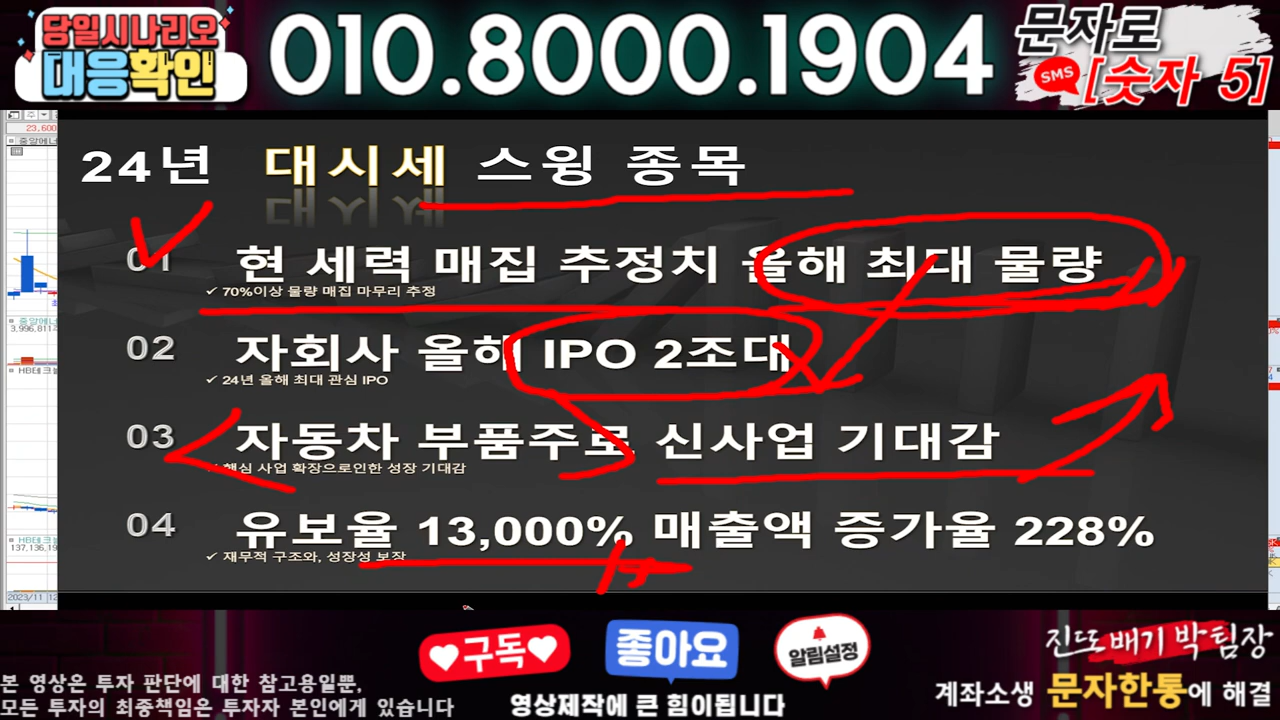 당일시나리오
대응확인
010.8000.1904
문자로
SMS
[숫자 5]
23,600
3,996,811
2023/11
24년 대시세 스윙 종목
01 현 세력 매집 추정치 올해 최대 물량
✓ 70%이상 물량 매집 마무리 추정
02 자회사 올해 IPO 2조대
✓ 24년 올해 최대 관심 IPO
03 자동차 부품주로 신사업 기대감
핵심 사업 확장으로인한 성장 기대감
04 유보율 13,000% 매출액 증가율 228%
✓ 재무적 구조와, 성장성 보장
구독
좋아요
알림설정
영상제작에 큰 힘이됩니다
본 영상은 투자 판단에 대한 참고용일뿐,
모든 투자의 최종책임은 투자자 본인에게 있습니다
진또배기 박팀장
계좌소생 문자한통에 해결